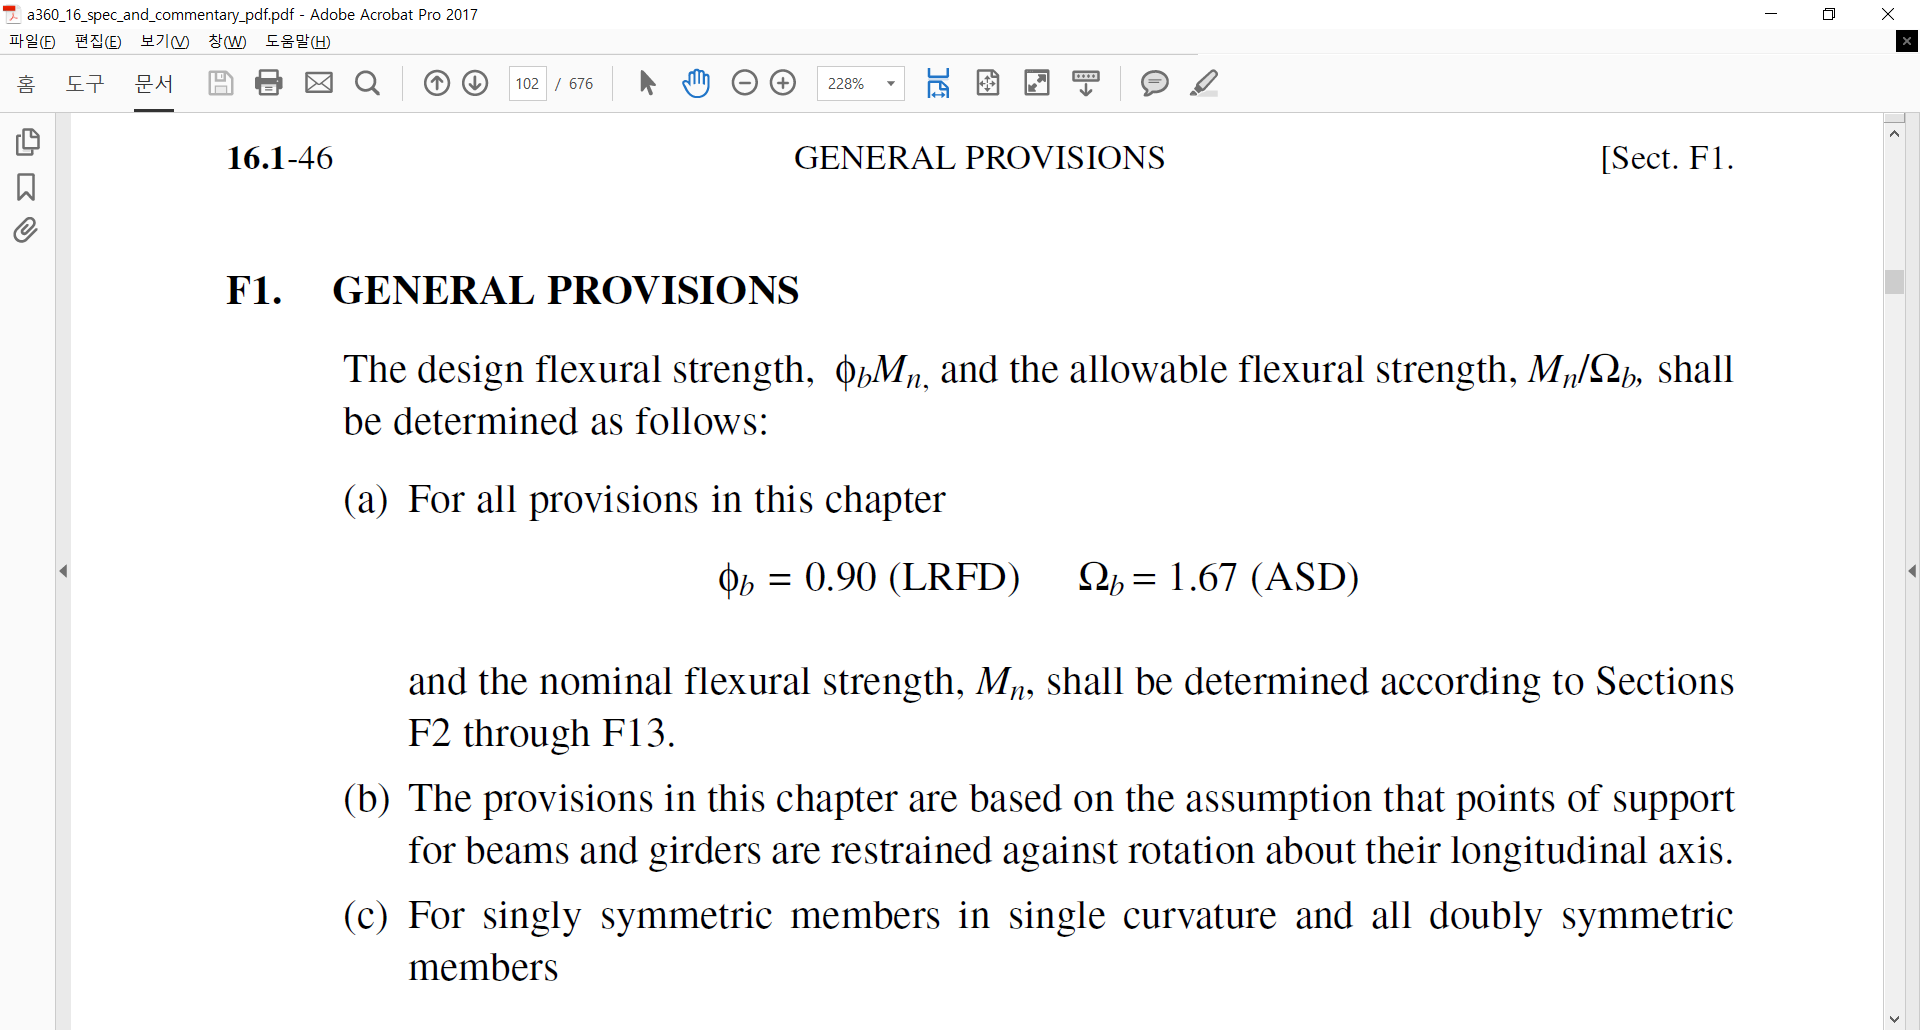 a360_16_spec_and_commentary_pdf.pdf - Adobe Acrobat Pro 2017
파일(F) 편집(E) 보기(V) 창(W) 도움말(H)
홈 도구 문서 102 / 676 228%
16.1-46 GENERAL PROVISIONS [Sect. F1.
F1. GENERAL PROVISIONS
The design flexural strength, ϕbMn, and the allowable flexural strength, Mn/Ωb, shall
be determined as follows:
(a) For all provisions in this chapter
ϕb = 0.90 (LRFD) Ωb = 1.67 (ASD)
and the nominal flexural strength, Mn, shall be determined according to Sections
F2 through F13.
(b) The provisions in this chapter are based on the assumption that points of support
for beams and girders are restrained against rotation about their longitudinal axis.
(c) For singly symmetric members in single curvature and all doubly symmetric
members